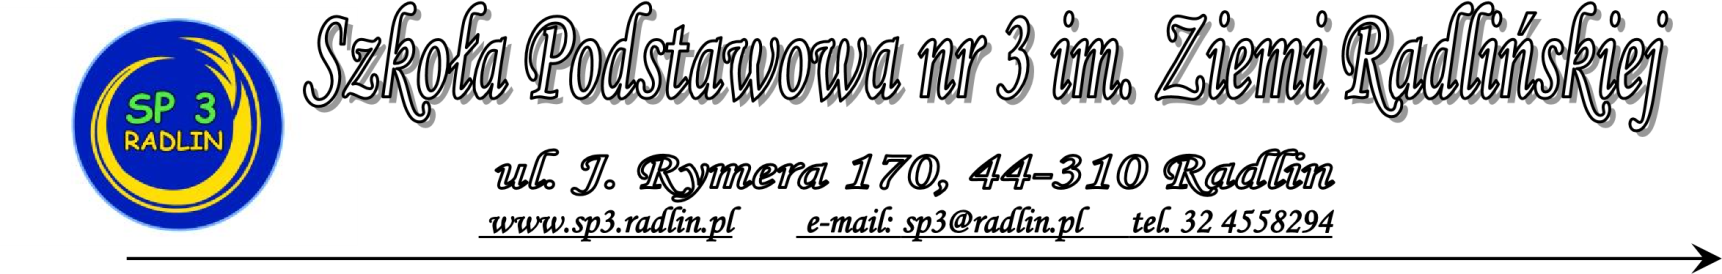 Szkoła Podstawowa nr 3 im. Ziemi Radlińskiej
SP 3
RADLIN
ul. J. Rymera 170, 44-310 Radlin
www.sp3.radlin.pl e-mail: sp3@radlin.pl tel. 32 4558294